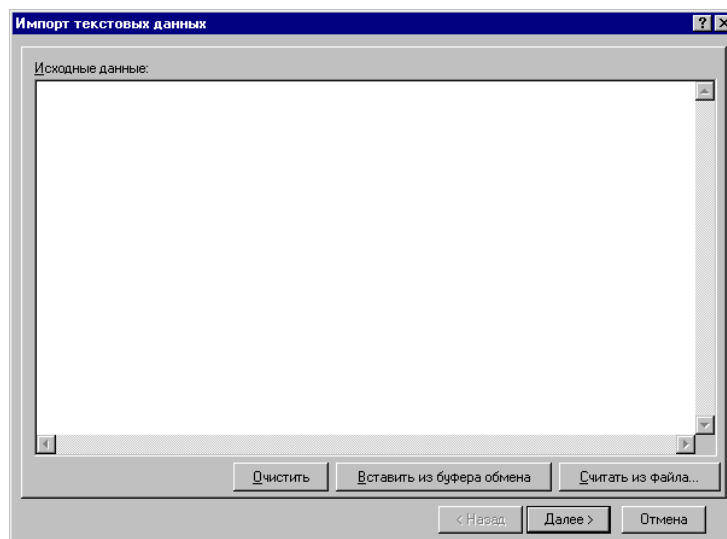 Импорт текстовых данных
Исходные данные:
Очистить Вставить из буфера обмена Считать из файла...
< Назад Далее > Отмена